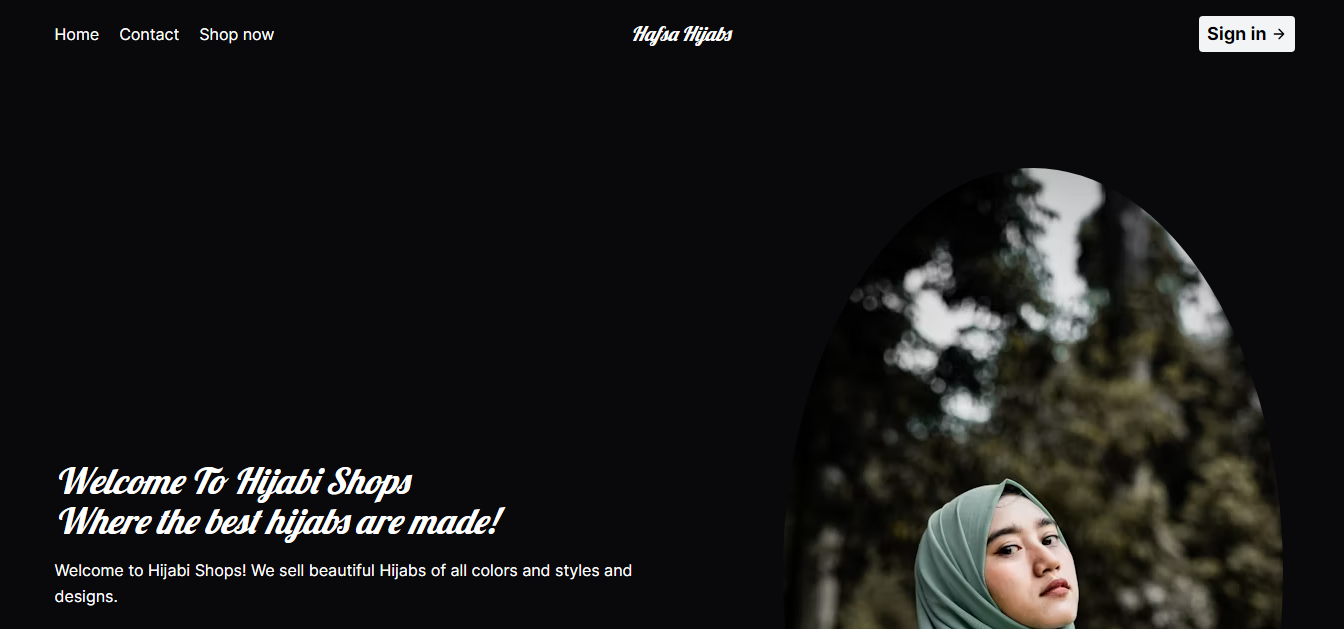 Home Contact Shop now Hafsa Hijabs Sign in →
Welcome To Hijabi Shops
Where the best hijabs are made!
Welcome to Hijabi Shops! We sell beautiful Hijabs of all colors and styles and
designs.